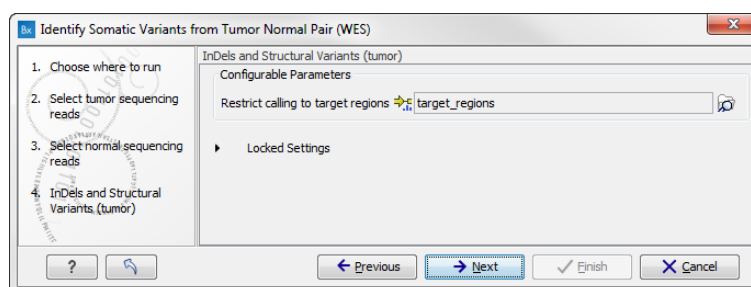 Bx Identify Somatic Variants from Tumor Normal Pair (WES)
1. Choose where to run
2. Select tumor sequencing
reads
3. Select normal sequencing
reads
4. InDels and Structural
Variants (tumor)
InDels and Structural Variants (tumor)
Configurable Parameters
Restrict calling to target regions target_regions
Locked Settings
? Previous Next Finish Cancel